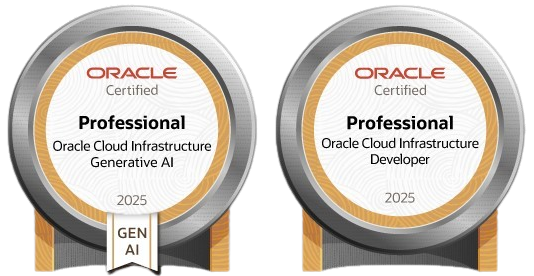 ORACLE
Certified
Professional
Oracle Cloud Infrastructure
Generative AI
2025
GEN
AI
ORACLE
Certified
Professional
Oracle Cloud Infrastructure
Developer
2025